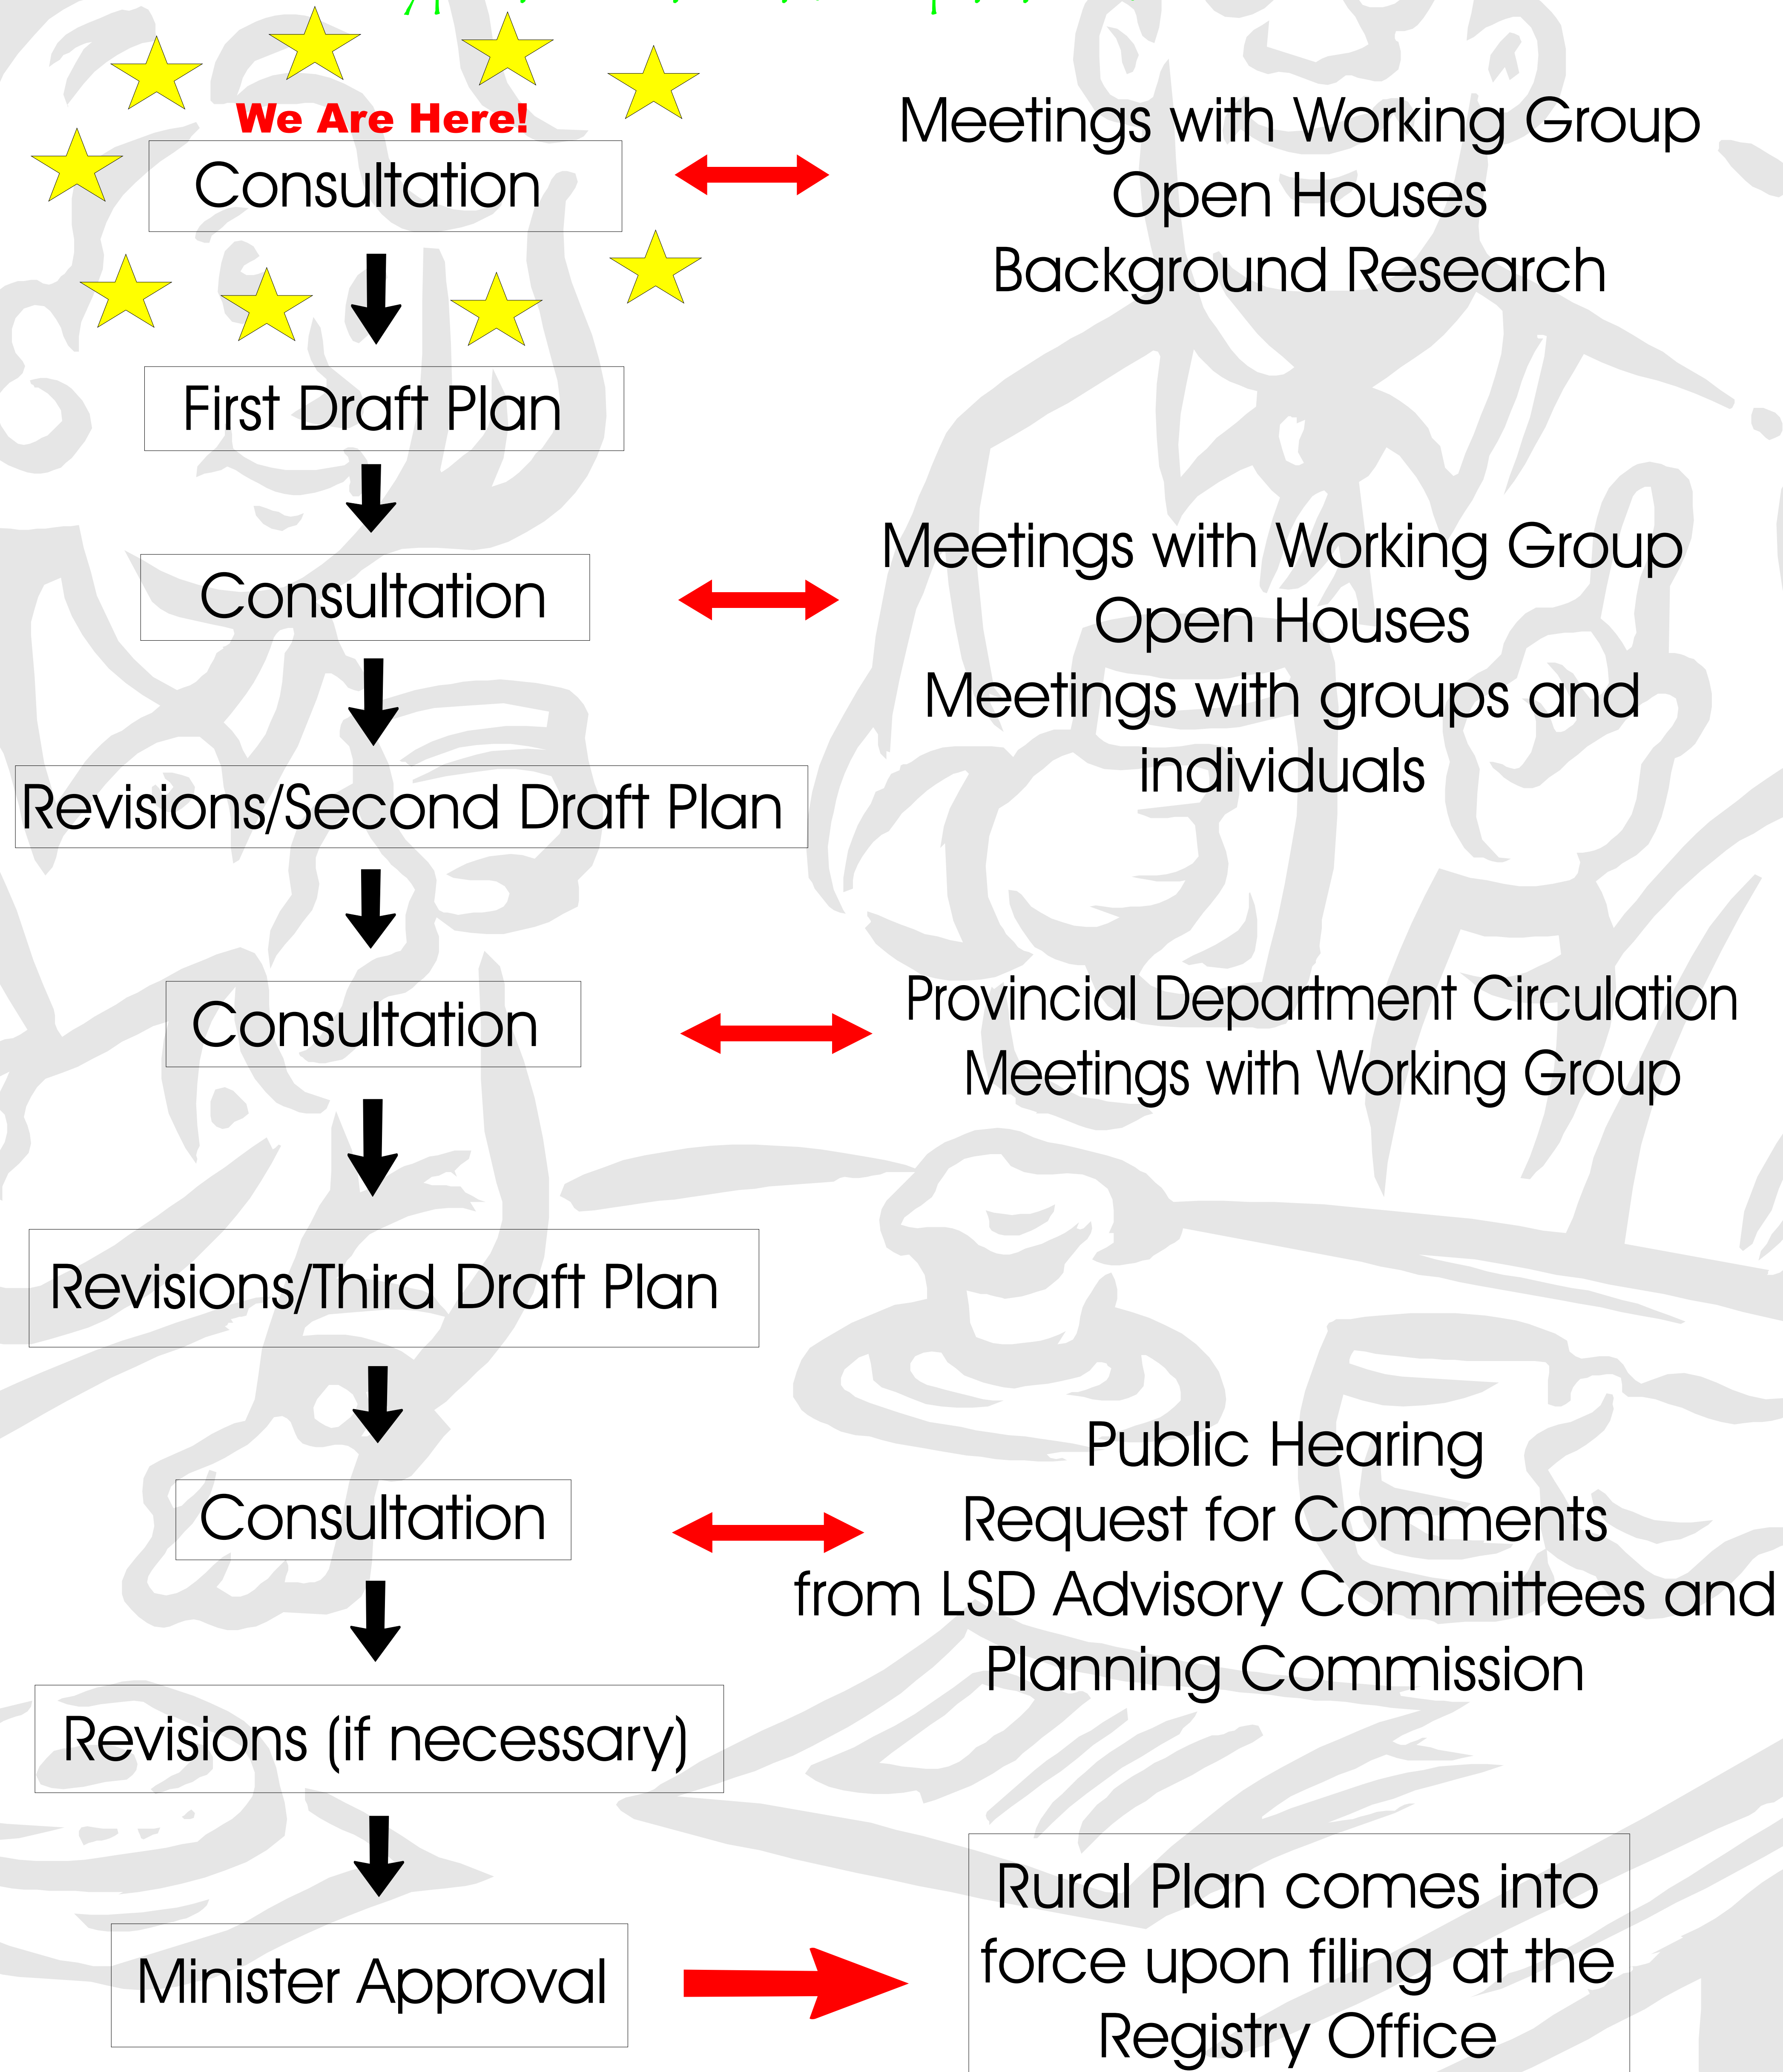 We Are Here!
Consultation
Meetings with Working Group
Open Houses
Background Research
First Draft Plan
Consultation
Meetings with Working Group
Open Houses
Meetings with groups and
individuals
Revisions/Second Draft Plan
Consultation
Provincial Department Circulation
Meetings with Working Group
Revisions/Third Draft Plan
Consultation
Public Hearing
Request for Comments
from LSD Advisory Committees and
Planning Commission
Revisions (if necessary)
Minister Approval
Rural Plan comes into
force upon filing at the
Registry Office